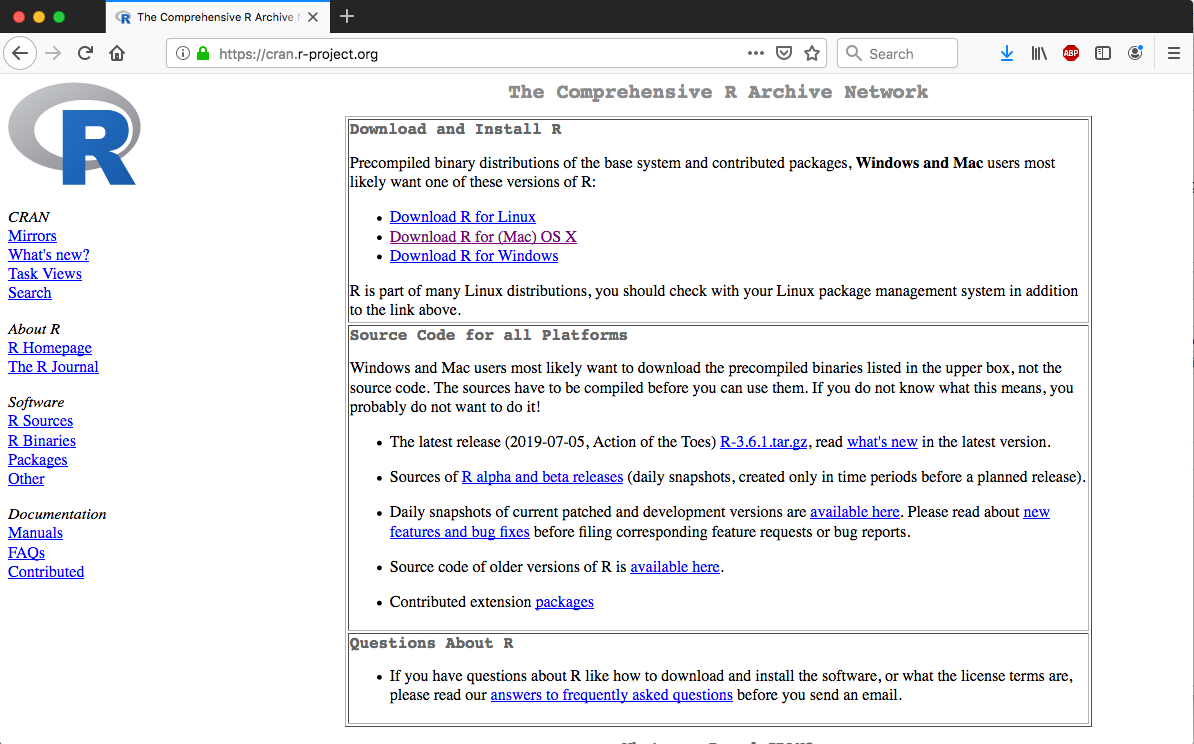 The Comprehensive R Archive
https://cran.r-project.org
Search
ABP
R
The Comprehensive R Archive Network
CRAN
Mirrors
What's new?
Task Views
Search
About R
R Homepage
The R Journal
Software
R Sources
R Binaries
Packages
Other
Documentation
Manuals
FAQs
Contributed
Download and Install R
Precompiled binary distributions of the base system and contributed packages, Windows and Mac users most
likely want one of these versions of R:
• Download R for Linux
• Download R for (Mac) OS X
• Download R for Windows
R is part of many Linux distributions, you should check with your Linux package management system in addition
to the link above.
Source Code for all Platforms
Windows and Mac users most likely want to download the precompiled binaries listed in the upper box, not the
source code. The sources have to be compiled before you can use them. If you do not know what this means, you
probably do not want to do it!
• The latest release (2019-07-05, Action of the Toes) R-3.6.1.tar.gz, read what's new in the latest version.
• Sources of R alpha and beta releases (daily snapshots, created only in time periods before a planned release).
• Daily snapshots of current patched and development versions are available here. Please read about new
features and bug fixes before filing corresponding feature requests or bug reports.
• Source code of older versions of R is available here.
• Contributed extension packages
Questions About R
• If you have questions about R like how to download and install the software, or what the license terms are,
please read our answers to frequently asked questions before you send an email.